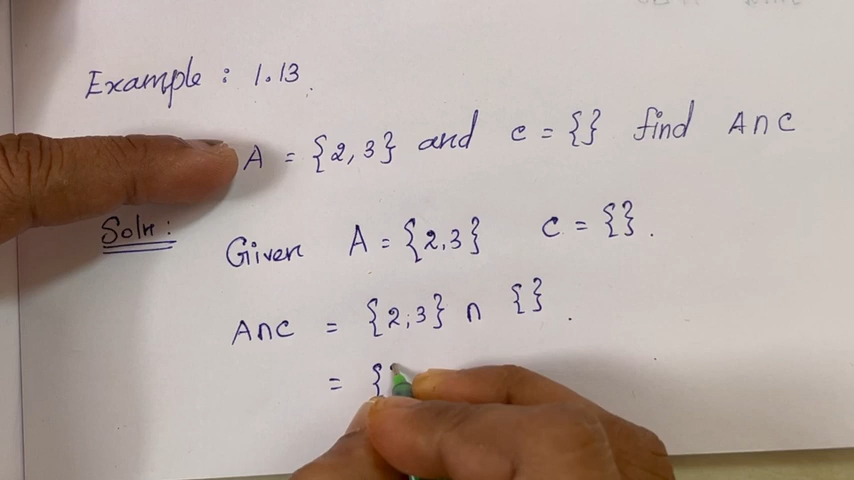 Example : 1.13.
A = {2, 3} and c = {} find A∩C
Soln :
Given A = {2,3} C = {}.
A∩C = {2,3} ∩ {}.
= {